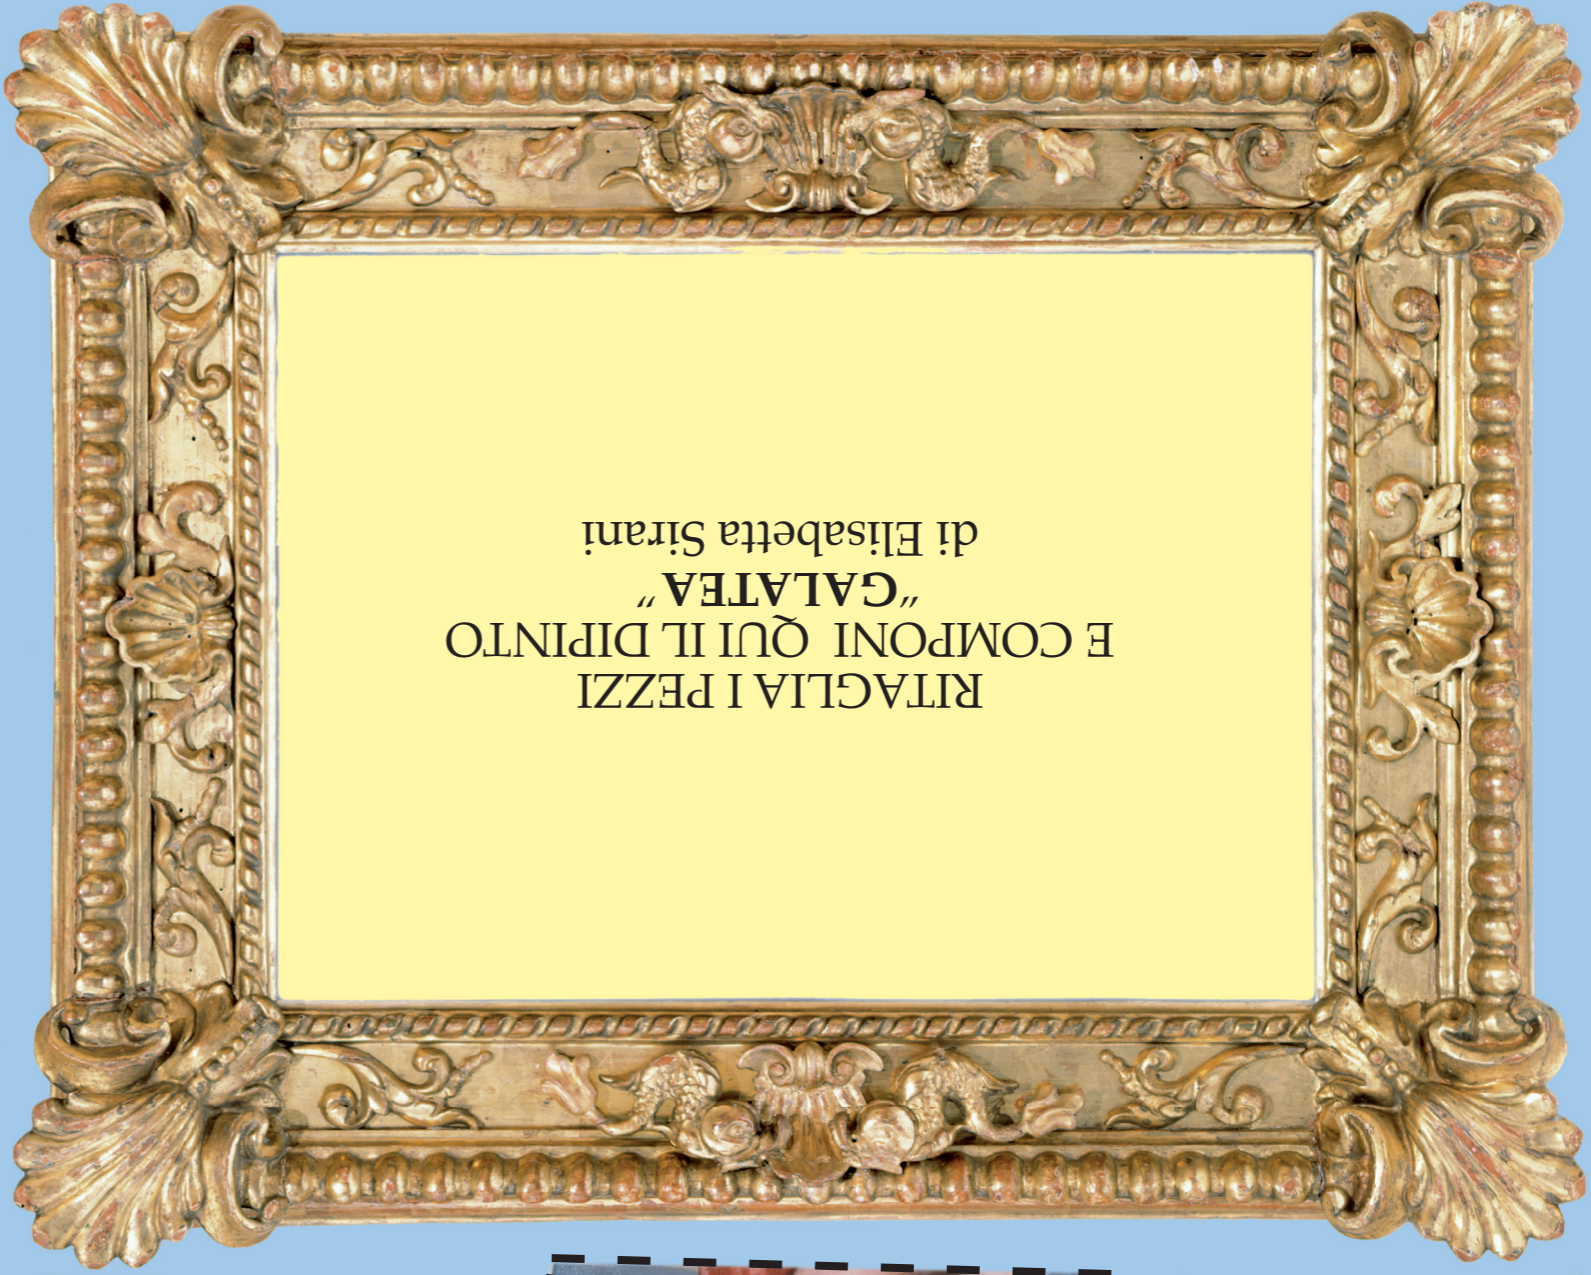 RITAGLIA I PEZZI
E COMPONI QUI IL DIPINTO
"GALATEA"
di Elisabetta Sirani